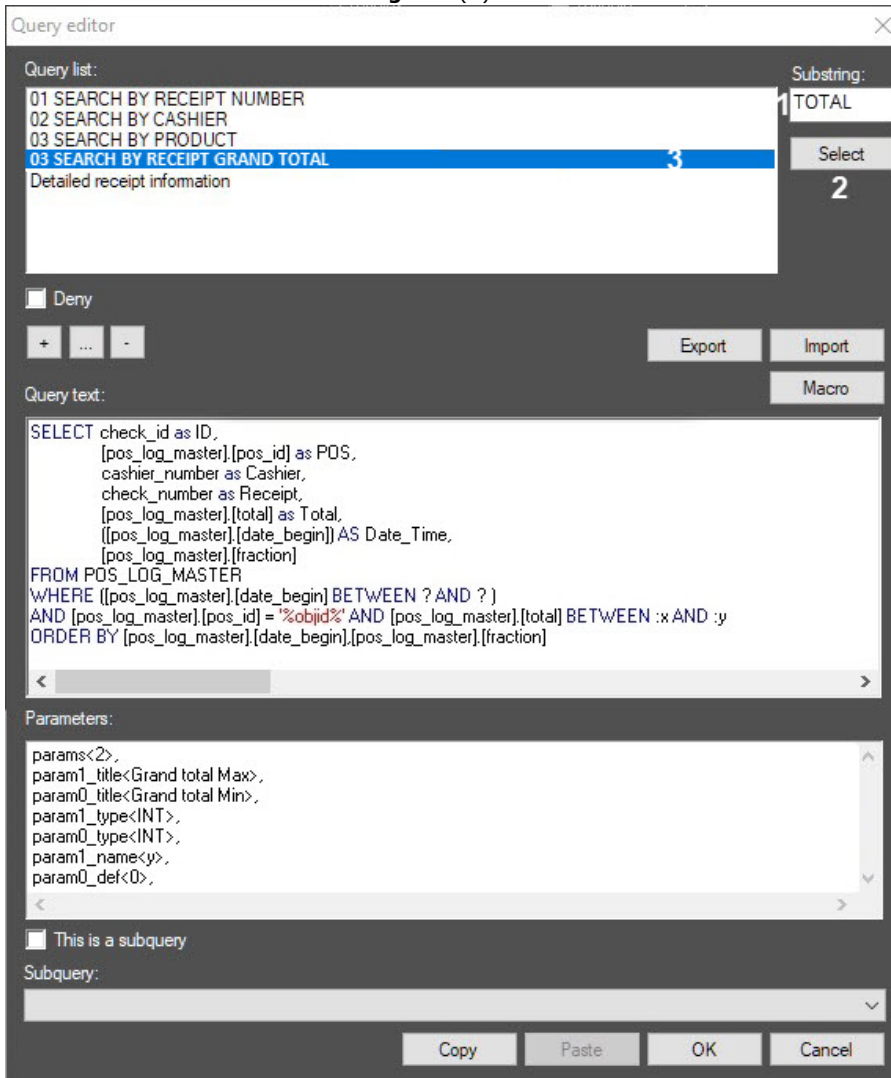 Query editor
Query list:
Substring:
01 SEARCH BY RECEIPT NUMBER
02 SEARCH BY CASHIER
03 SEARCH BY PRODUCT
03 SEARCH BY RECEIPT GRAND TOTAL
Detailed receipt information
1
TOTAL
3
Select
2
Deny
+ ... -
Export
Import
Macro
Query text:
SELECT check_id as ID,
[pos_log_master].[pos_id] as POS,
cashier_number as Cashier,
check_number as Receipt,
[pos_log_master].[total] as Total,
([pos_log_master].[date_begin]) AS Date_Time,
[pos_log_master].[fraction]
FROM POS_LOG_MASTER
WHERE ([pos_log_master].[date_begin] BETWEEN ? AND ? )
AND [pos_log_master].[pos_id] = '%objid%' AND [pos_log_master].[total] BETWEEN :x AND :y
ORDER BY [pos_log_master].[date_begin],[pos_log_master].[fraction]
Parameters:
params<2>,
param1_title<Grand total Max>,
param0_title<Grand total Min>,
param1_type<INT>,
param0_type<INT>,
param1_name<y>,
param0_def<0>,
This is a subquery
Subquery:
Copy
Paste
OK
Cancel